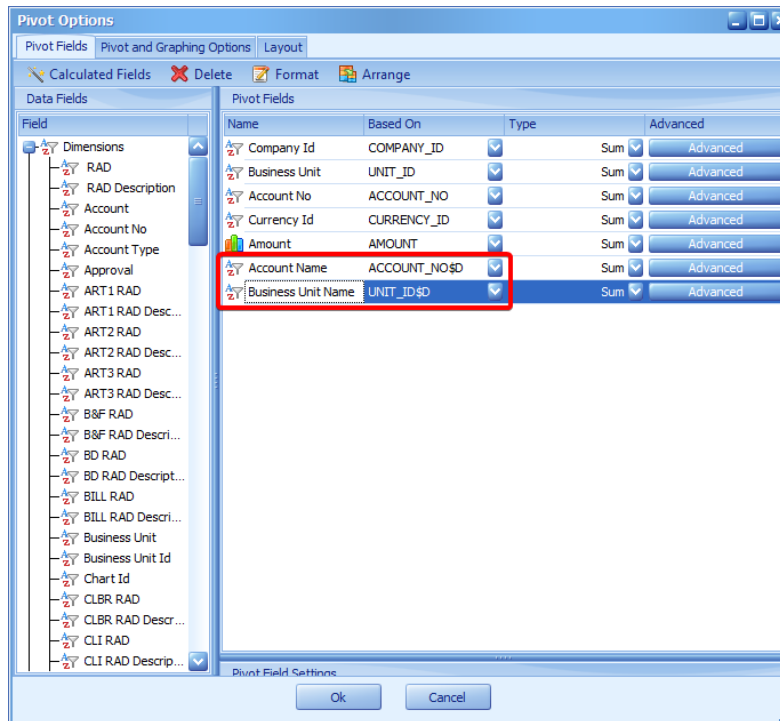 Pivot Options
Pivot Fields Pivot and Graphing Options Layout
Calculated Fields Delete Format Arrange
Data Fields
Field
Dimensions
RAD
RAD Description
Account
Account No
Account Type
Approval
ART1 RAD
ART1 RAD Desc...
ART2 RAD
ART2 RAD Desc...
ART3 RAD
ART3 RAD Desc...
B&F RAD
B&F RAD Descri...
BD RAD
BD RAD Descript...
BILL RAD
BILL RAD Descri...
Business Unit
Business Unit Id
Chart Id
CLBR RAD
CLBR RAD Descr...
CLI RAD
CLI RAD Descrip...
Pivot Fields
Name Based On Type Advanced
Company Id COMPANY_ID Sum Advanced
Business Unit UNIT_ID Sum Advanced
Account No ACCOUNT_NO Sum Advanced
Currency Id CURRENCY_ID Sum Advanced
Amount AMOUNT Sum Advanced
Account Name ACCOUNT_NO$D Sum Advanced
Business Unit Name UNIT_ID$D Sum Advanced
Pivot Field Settings
Ok Cancel